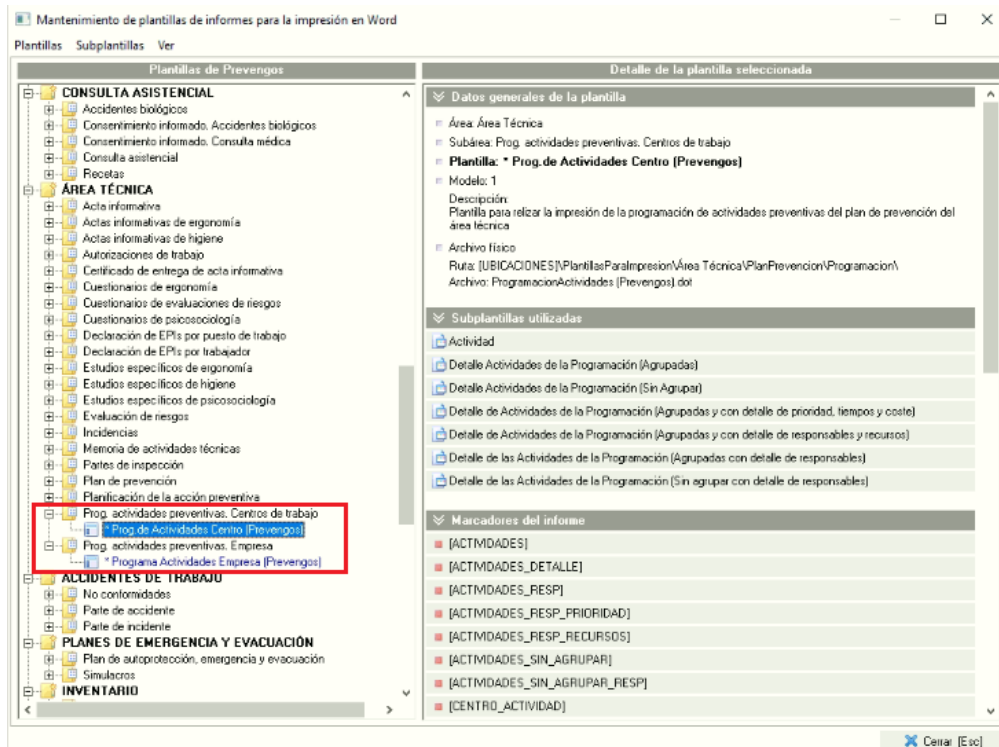 Mantenimiento de plantillas de informes para la impresión en Word
Plantillas Subplantillas Ver
Plantillas de Prevengos
CONSULTA ASISTENCIAL
Accidentes biológicos
Consentimiento informado. Accidentes biológicos
Consentimiento informado. Consulta médica
Consulta asistencial
Recetas
ÁREA TÉCNICA
Acta informativa
Actas informativas de ergonomía
Actas informativas de higiene
Autorizaciones de trabajo
Certificado de entrega de acta informativa
Cuestionarios de ergonomía
Cuestionarios de evaluaciones de riesgos
Cuestionarios de psicosociología
Declaración de EPIs por puesto de trabajo
Declaración de EPIs por trabajador
Estudios específicos de ergonomía
Estudios específicos de higiene
Estudios específicos de psicosociología
Evaluación de riesgos
Incidencias
Memoria de actividades técnicas
Partes de inspección
Plan de prevención
Planificación de la acción preventiva
Prog. actividades preventivas. Centros de trabajo
* Prog.de Actividades Centro (Prevengos)
Prog. actividades preventivas. Empresa
* Programa Actividades Empresa (Prevengos)
ACCIDENTES DE TRABAJO
No conformidades
Parte de accidente
Parte de incidente
PLANES DE EMERGENCIA Y EVACUACIÓN
Plan de autoprotección, emergencia y evacuación
Simulacros
INVENTARIO
Detalle de la plantilla seleccionada
Datos generales de la plantilla
Área: Área Técnica
Subárea: Prog. actividades preventivas. Centros de trabajo
Plantilla: * Prog.de Actividades Centro (Prevengos)
Modelo: 1
Descripción:
Plantilla para relizar la impresión de la programación de actividades preventivas del plan de prevención del
área técnica
Archivo físico
Ruta: [UBICACIONES]\PlantillasParaImpresion\Área Técnica\PlanPrevencion\Programacion\
Archivo: ProgramacionActividades (Prevengos).dot
Subplantillas utilizadas
Actividad
Detalle Actividades de la Programación (Agrupadas)
Detalle Actividades de la Programación (Sin Agrupar)
Detalle de Actividades de la Programación (Agrupadas y con detalle de prioridad, tiempos y coste)
Detalle de Actividades de la Programación (Agrupadas y con detalle de responsables y recursos)
Detalle de las Actividades de la Programación (Agrupadas con detalle de responsables)
Detalle de las Actividades de la Programación (Sin agrupar con detalle de responsables)
Marcadores del informe
[ACTIVIDADES]
[ACTIVIDADES_DETALLE]
[ACTIVIDADES_RESP]
[ACTIVIDADES_RESP_PRIORIDAD]
[ACTIVIDADES_RESP_RECURSOS]
[ACTIVIDADES_SIN_AGRUPAR]
[ACTIVIDADES_SIN_AGRUPAR_RESP]
[CENTRO_ACTIVIDAD]
Cerrar [Esc]